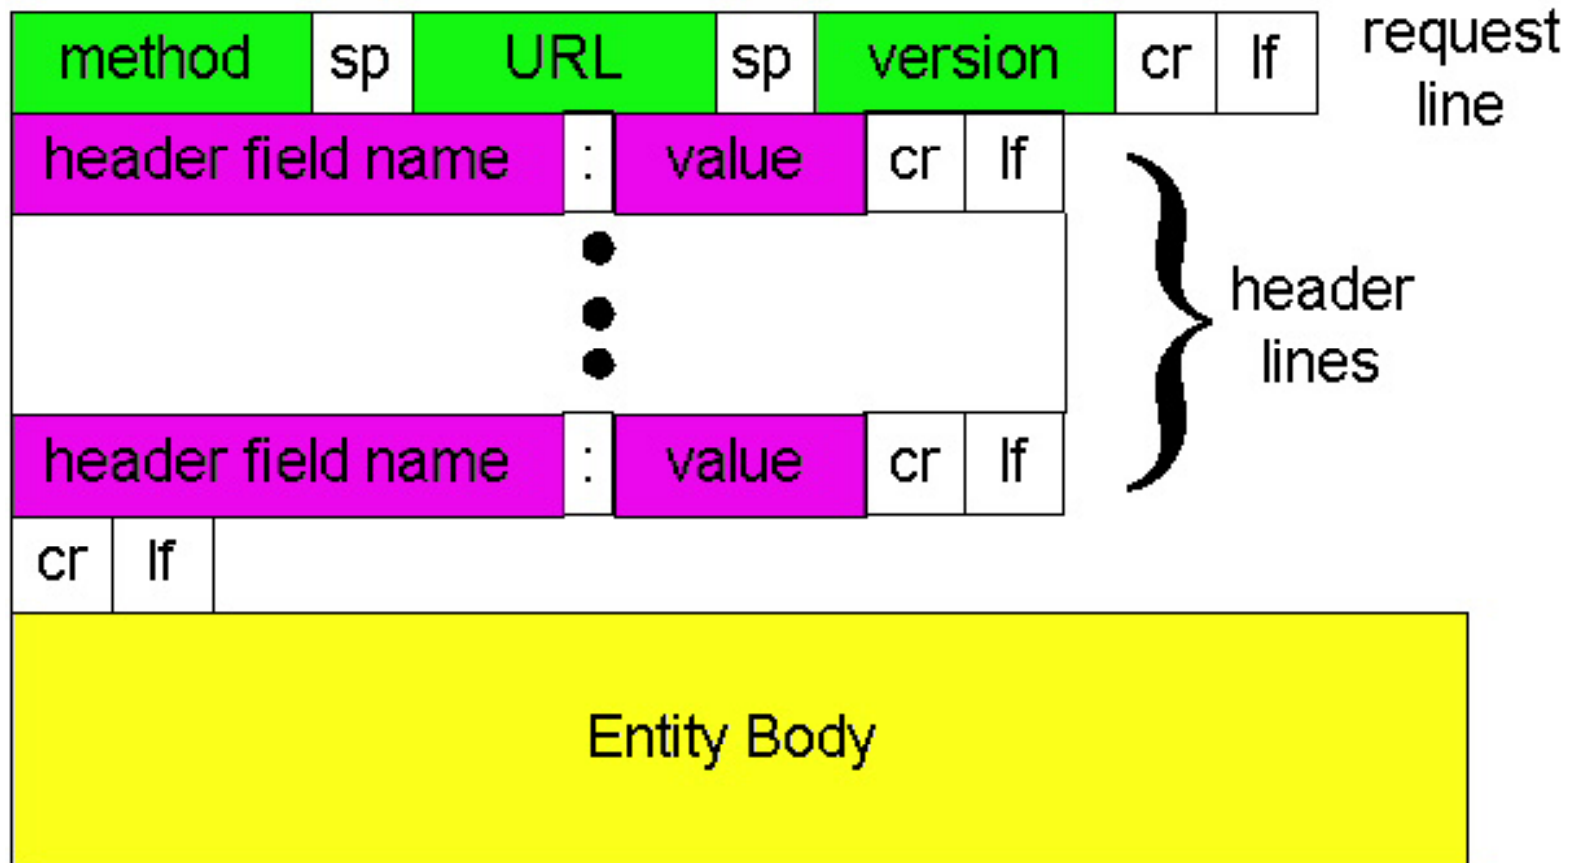 method sp URL sp version cr lf
request
line
header field name : value cr lf
header
lines
header field name : value cr lf
cr lf
Entity Body